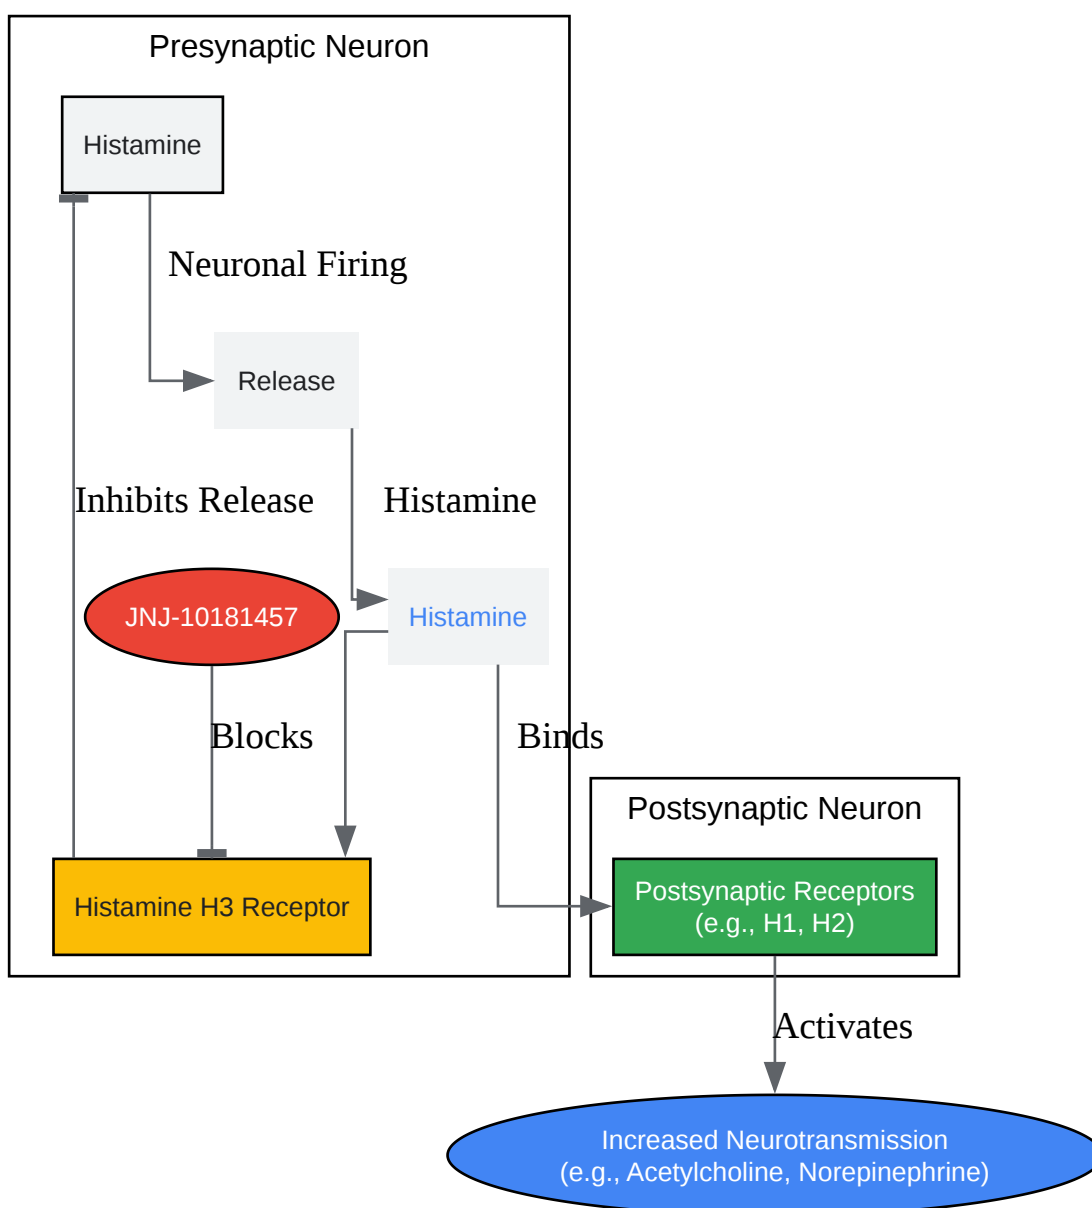 Presynaptic Neuron
Histamine
Neuronal Firing
Release
Inhibits Release
Histamine
JNJ-10181457
Histamine
Blocks
Binds
Postsynaptic Neuron
Histamine H3 Receptor
Postsynaptic Receptors
(e.g., H1, H2)
Activates
Increased Neurotransmission
(e.g., Acetylcholine, Norepinephrine)